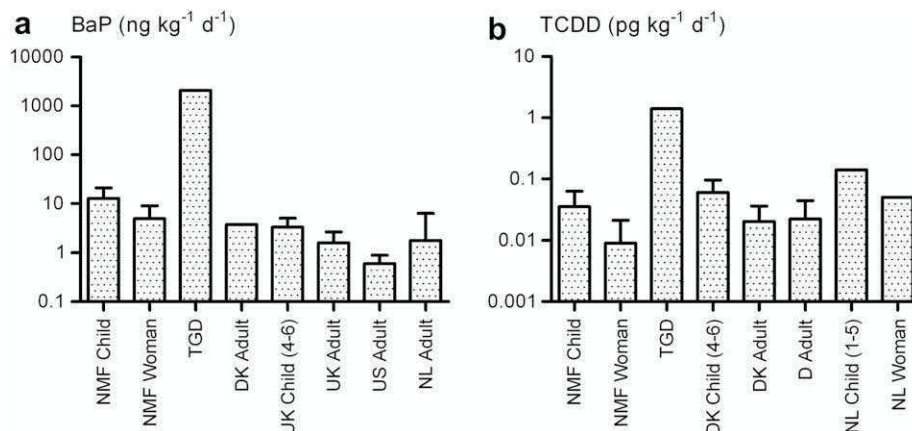 a BaP (ng kg⁻¹ d⁻¹)
10000
1000
100
10
1
0.1
NMF Child
NMF Woman
TGD
DK Adult
UK Child (4-6)
UK Adult
US Adult
NL Adult
b TCDD (pg kg⁻¹ d⁻¹)
10
1
0.1
0.01
0.001
NMF Child
NMF Woman
TGD
DK Child (4-6)
DK Adult
D Adult
NL Child (1-5)
NL Woman